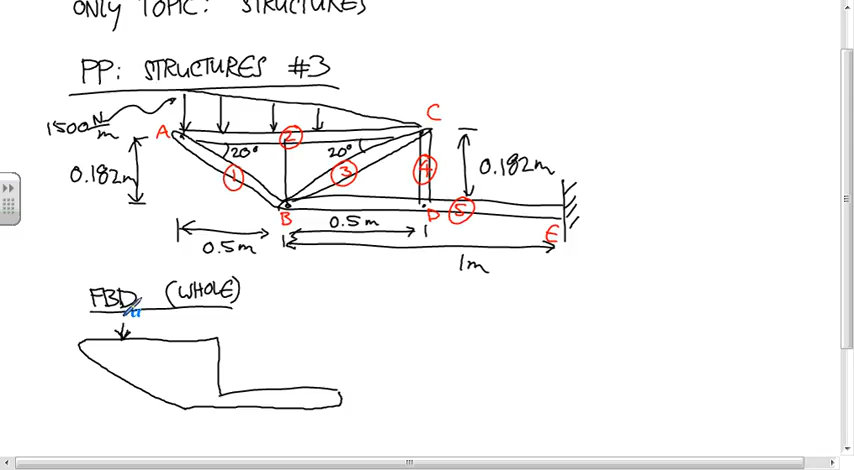 ONLY TOPIC: STRUCTURES
PP: STRUCTURES #3
1500 N/m
A
C
2
20°
20°
1
3
4
0.182m
0.182m
B
D
5
E
0.5m
0.5m
1m
FBD (WHOLE)